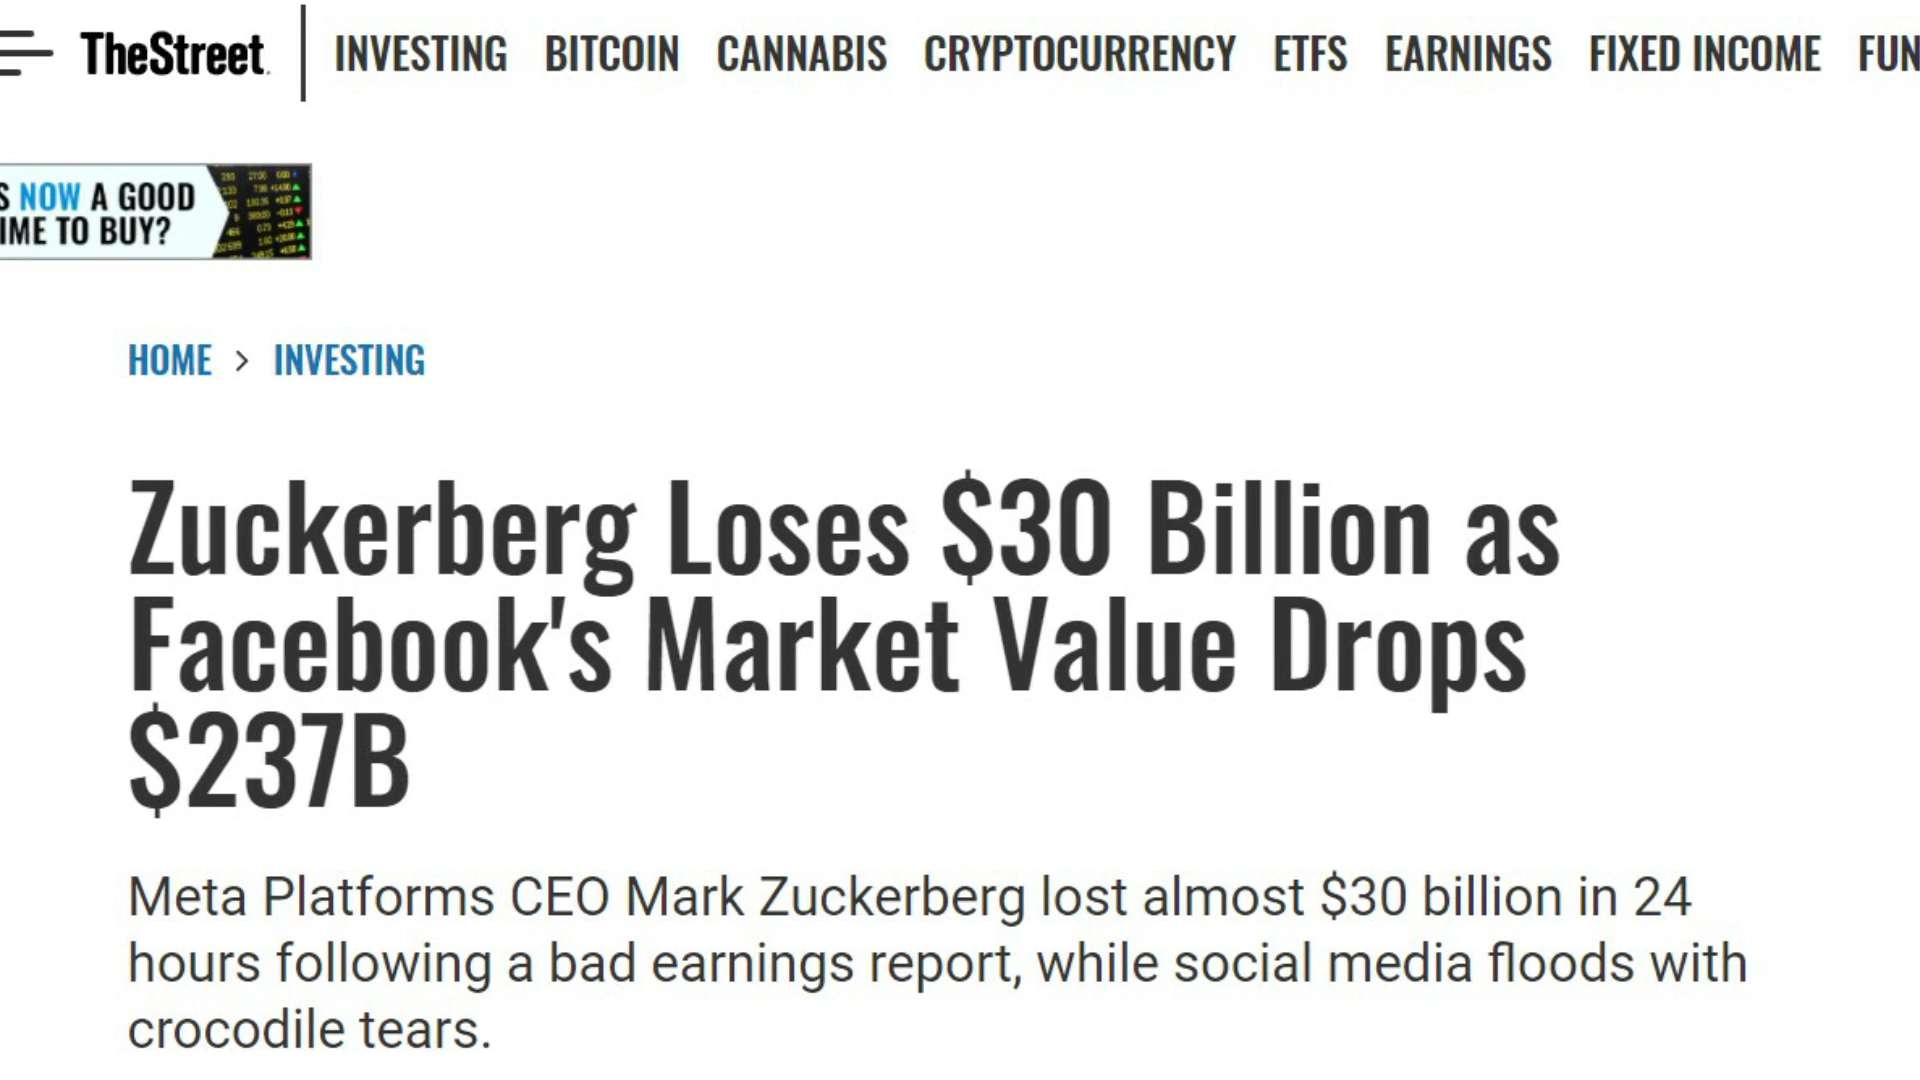 TheStreet INVESTING BITCOIN CANNABIS CRYPTOCURRENCY ETFS EARNINGS FIXED INCOME FUN
S NOW A GOOD
IME TO BUY?
HOME > INVESTING
Zuckerberg Loses $30 Billion as
Facebook's Market Value Drops
$237B
Meta Platforms CEO Mark Zuckerberg lost almost $30 billion in 24
hours following a bad earnings report, while social media floods with
crocodile tears.